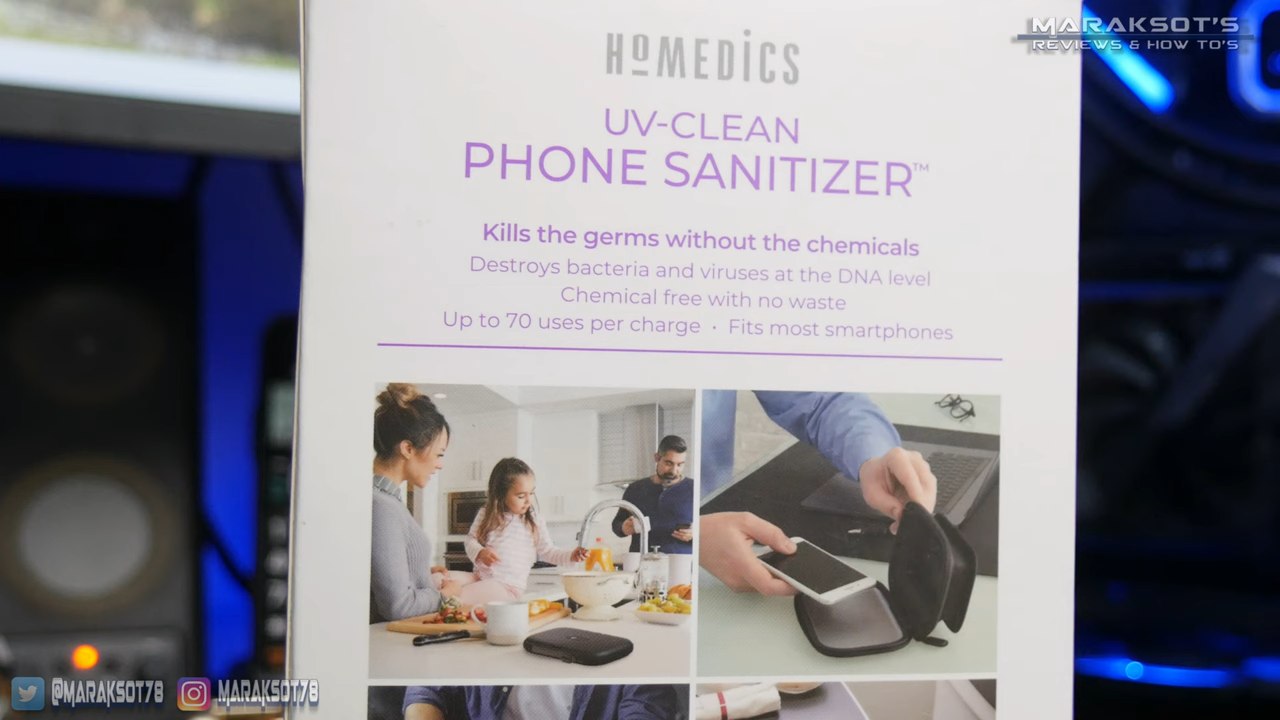 MARAKSOT'S
REVIEWS & HOW TO'S
HOMEDICS
UV-CLEAN
PHONE SANITIZER™
Kills the germs without the chemicals
Destroys bacteria and viruses at the DNA level
Chemical free with no waste
Up to 70 uses per charge • Fits most smartphones
@MARAKSOT78
MARAKSOT78